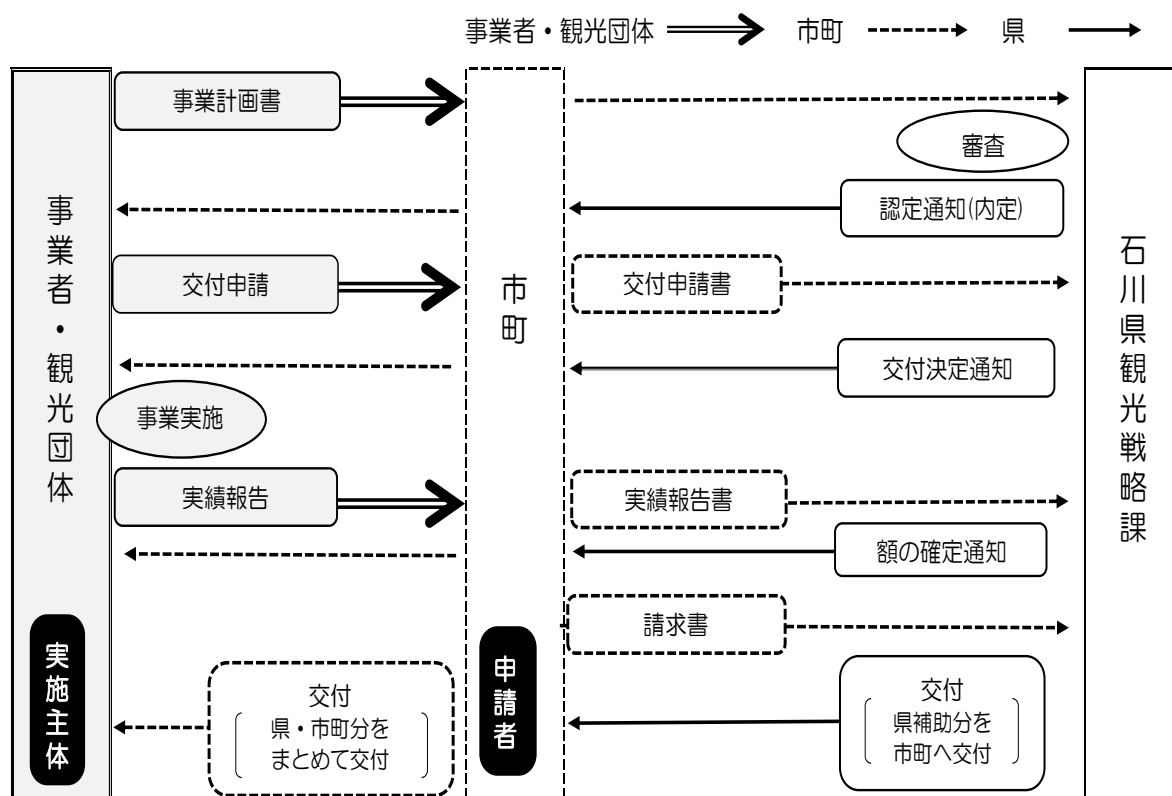 事業者・観光団体
市町
県
事業計画書
審査
認定通知(内定)
事業者・観光団体
市町
石川県観光戦略課
交付申請
交付申請書
交付決定通知
事業実施
実績報告
実績報告書
額の確定通知
請求書
実施主体
申請者
交付
県・市町分を
まとめて交付
交付
県補助分を
市町へ交付